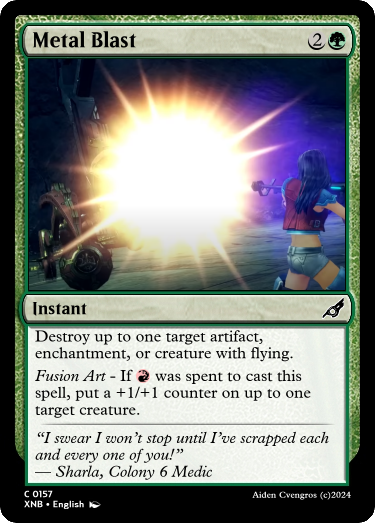 Metal Blast 2
Instant
Destroy up to one target artifact,
enchantment, or creature with flying.
Fusion Art - If was spent to cast this
spell, put a +1/+1 counter on up to one
target creature.
“I swear I won’t stop until I’ve scrapped each
and every one of you!”
— Sharla, Colony 6 Medic
C 0157
XNB • English
Aiden Cvengros (c)2024